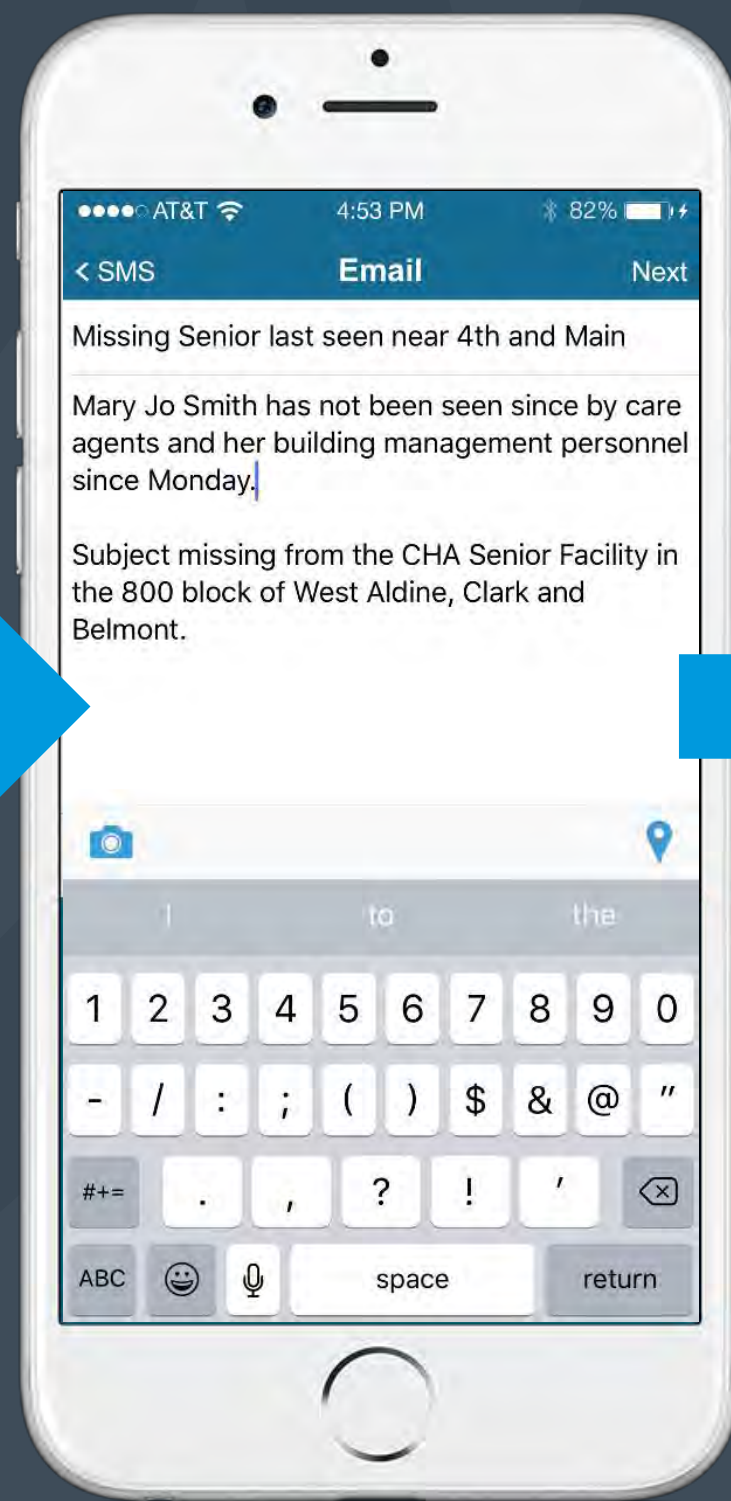 AT&T 4:53 PM 82%
< SMS Email Next
Missing Senior last seen near 4th and Main
Mary Jo Smith has not been seen since by care
agents and her building management personnel
since Monday.
Subject missing from the CHA Senior Facility in
the 800 block of West Aldine, Clark and
Belmont.
I to the
1 2 3 4 5 6 7 8 9 0
- / : ; ( ) $ & @ "
#+= . , ? ! '
ABC space return